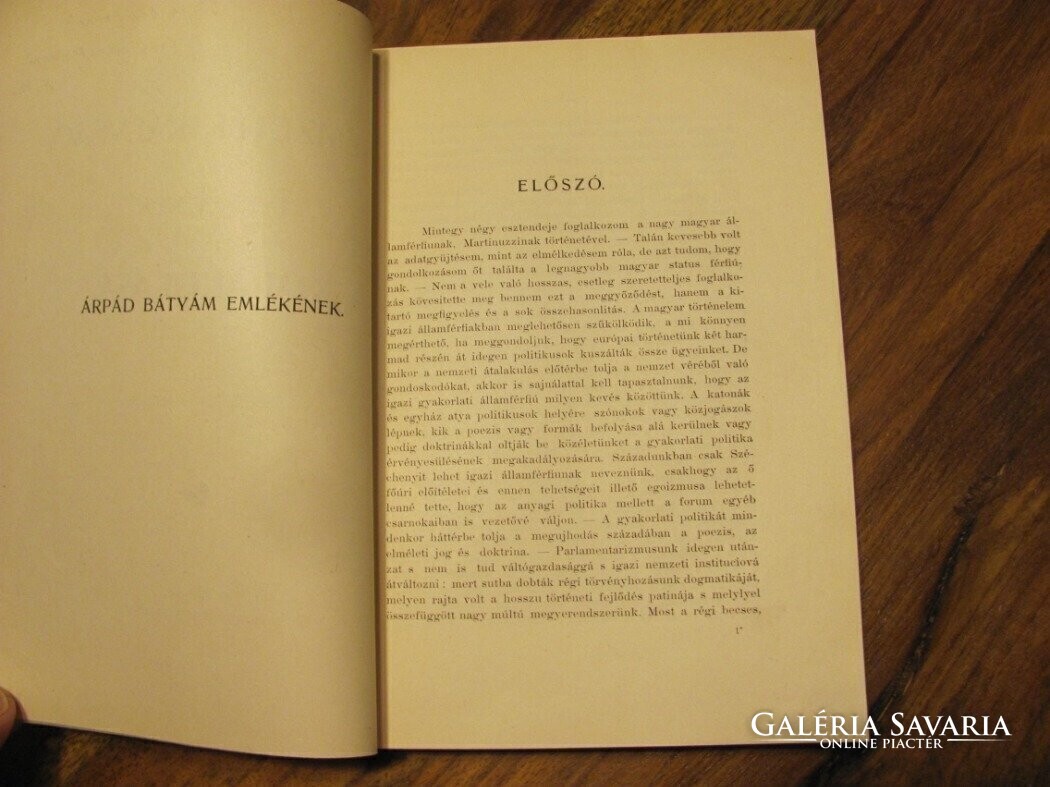 ÁRPÁD BÁTYÁM EMLÉKÉNEK.
ELŐSZÓ.
Mintegy négy esztendeje foglalkozom a nagy magyar ál-
lamférfiunak, Martinuzzinak történetével. — Talán kevesebb volt
az adatgyüjtésem, mint az elmélkedésem róla, de azt tudom, hogy
gondolkozásom őt találta a legnagyobb magyar status férfiú-
nak. — Nem a vele való hosszas, esetleg szeretetteljes foglalko-
zás kövesitette meg bennem ezt a meggyőződést, hanem a ki-
tartó megfigyelés és a sok összehasonlitás. A magyar történelem
igazi államférfiakban meglehetősen szűkölködik, a mi könnyen
megérthető, ha meggondoljuk, hogy európai történetünk két har-
mad részén át idegen politikusok kuszálták össze ügyeinket. De
mikor a nemzeti átalakulás előtérbe tolja a nemzet véréből való
gondoskodókat, akkor is sajnálattal kell tapasztalnunk, hogy az
igazi gyakorlati államférfiú milyen kevés közöttünk. A katonák
és egyház atya politikusok helyére szónokok vagy közjogászok
lépnek, kik a poezis vagy formák befolyása alá kerülnek vagy
pedig doktrinákkal oltják be közéletünket a gyakorlati politika
érvényesülésének megakadályozására. Századunkban csak Szé-
chenyit lehet igazi államférfiunak neveznünk, csakhogy az ő
főúri előitéletei és ennen tehetségeit illető egoizmusa lehetet-
lenné tette, hogy az anyagi politika mellett a forum egyéb
csarnokaiban is vezetővé váljon. — A gyakorlati politikát min-
denkor háttérbe tolja a megujhodás századában a poezis, az
elméleti jog és doktrina. — Parlamentarizmusunk idegenután-
zat s nem is tud váltógazdasággá s igazi nemzeti instituciová
átváltozni : mert sutba dobták régi törvényhozásunk dogmatikáját,
melyen rajta volt a hosszu történeti fejlődés patinája s melylyel
összefüggött nagy múltú megyerendszerünk. Most a régi becses,
1*
GALÉRIA SAVARIA
ONLINE PIACTÉR